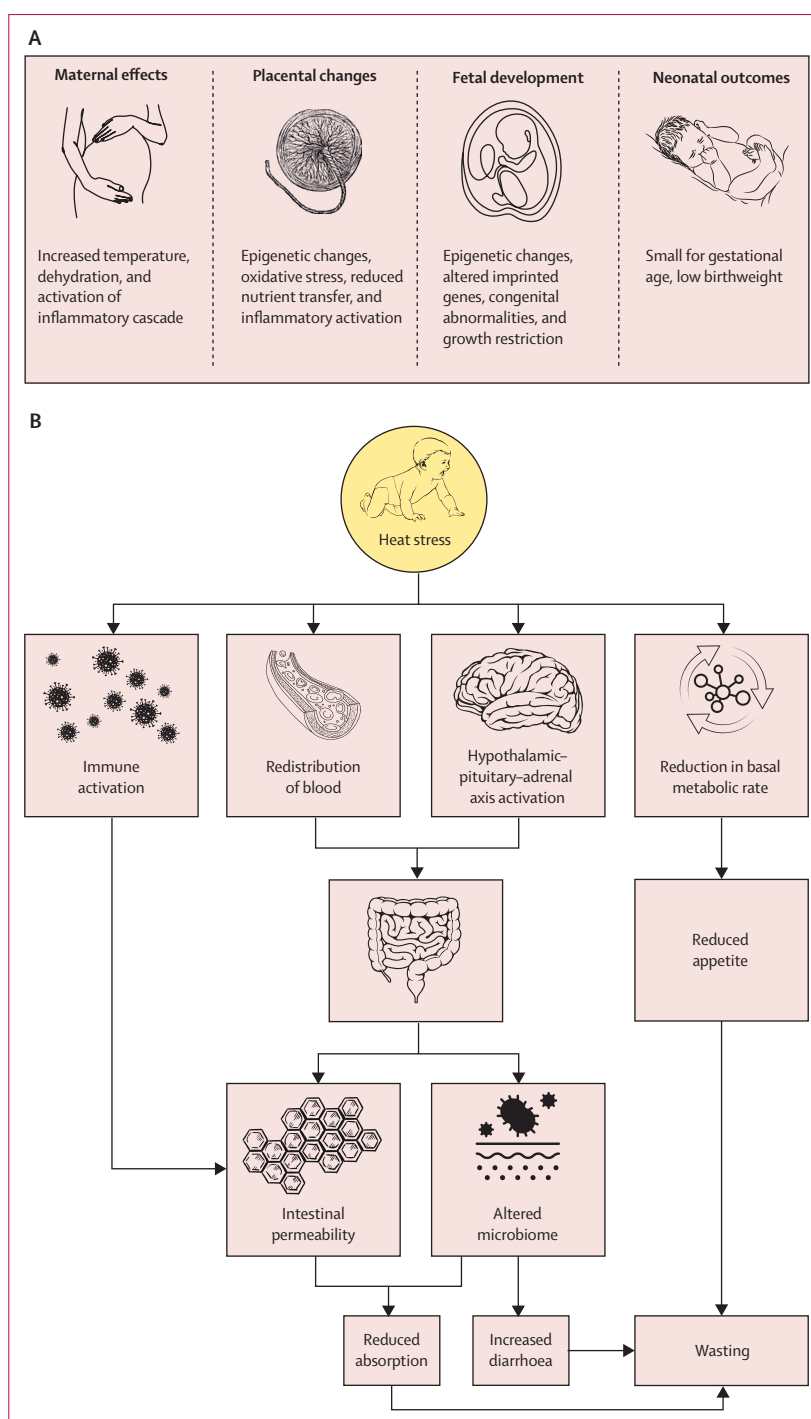 A
Maternal effects
Increased temperature,
dehydration, and
activation of
inflammatory cascade
Placental changes
Epigenetic changes,
oxidative stress, reduced
nutrient transfer, and
inflammatory activation
Fetal development
Epigenetic changes,
altered imprinted
genes, congenital
abnormalities, and
growth restriction
Neonatal outcomes
Small for gestational
age, low birthweight
B
Heat stress
Immune
activation
Redistribution
of blood
Hypothalamic–
pituitary–adrenal
axis activation
Reduction in basal
metabolic rate
Reduced
appetite
Intestinal
permeability
Altered
microbiome
Reduced
absorption
Increased
diarrhoea
Wasting